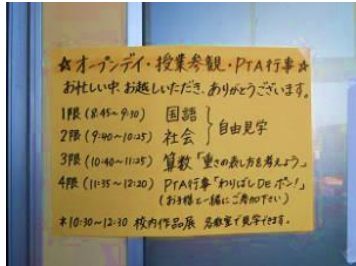 ☆オープンデイ・授業参観・PTA行事☆
お忙しい中、お越しいただき、ありがとうございます。
1限(8:45~9:30) 国語
2限(9:40~10:25) 社会 } 自由見学
3限(10:40~11:25) 算数「重さの表し方を考えよう」
4限(11:35~12:20) PTA行事「わりばしDEポン!」
(お子様と一緒にご参加下さい)
*10:30~12:30 校内作品展 各教室で見学できます。